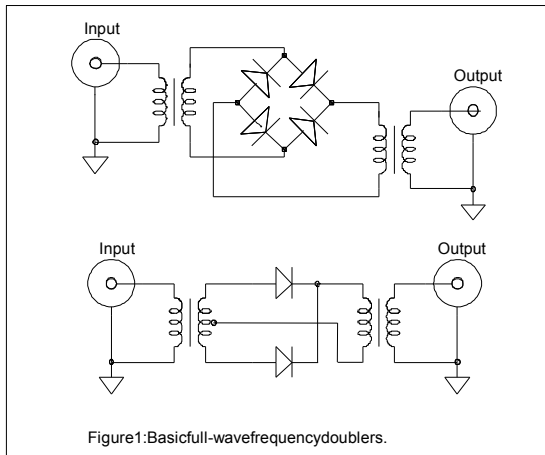 Input
Output
Input
Output
Figure1:Basicfull-wavefrequencydoublers.